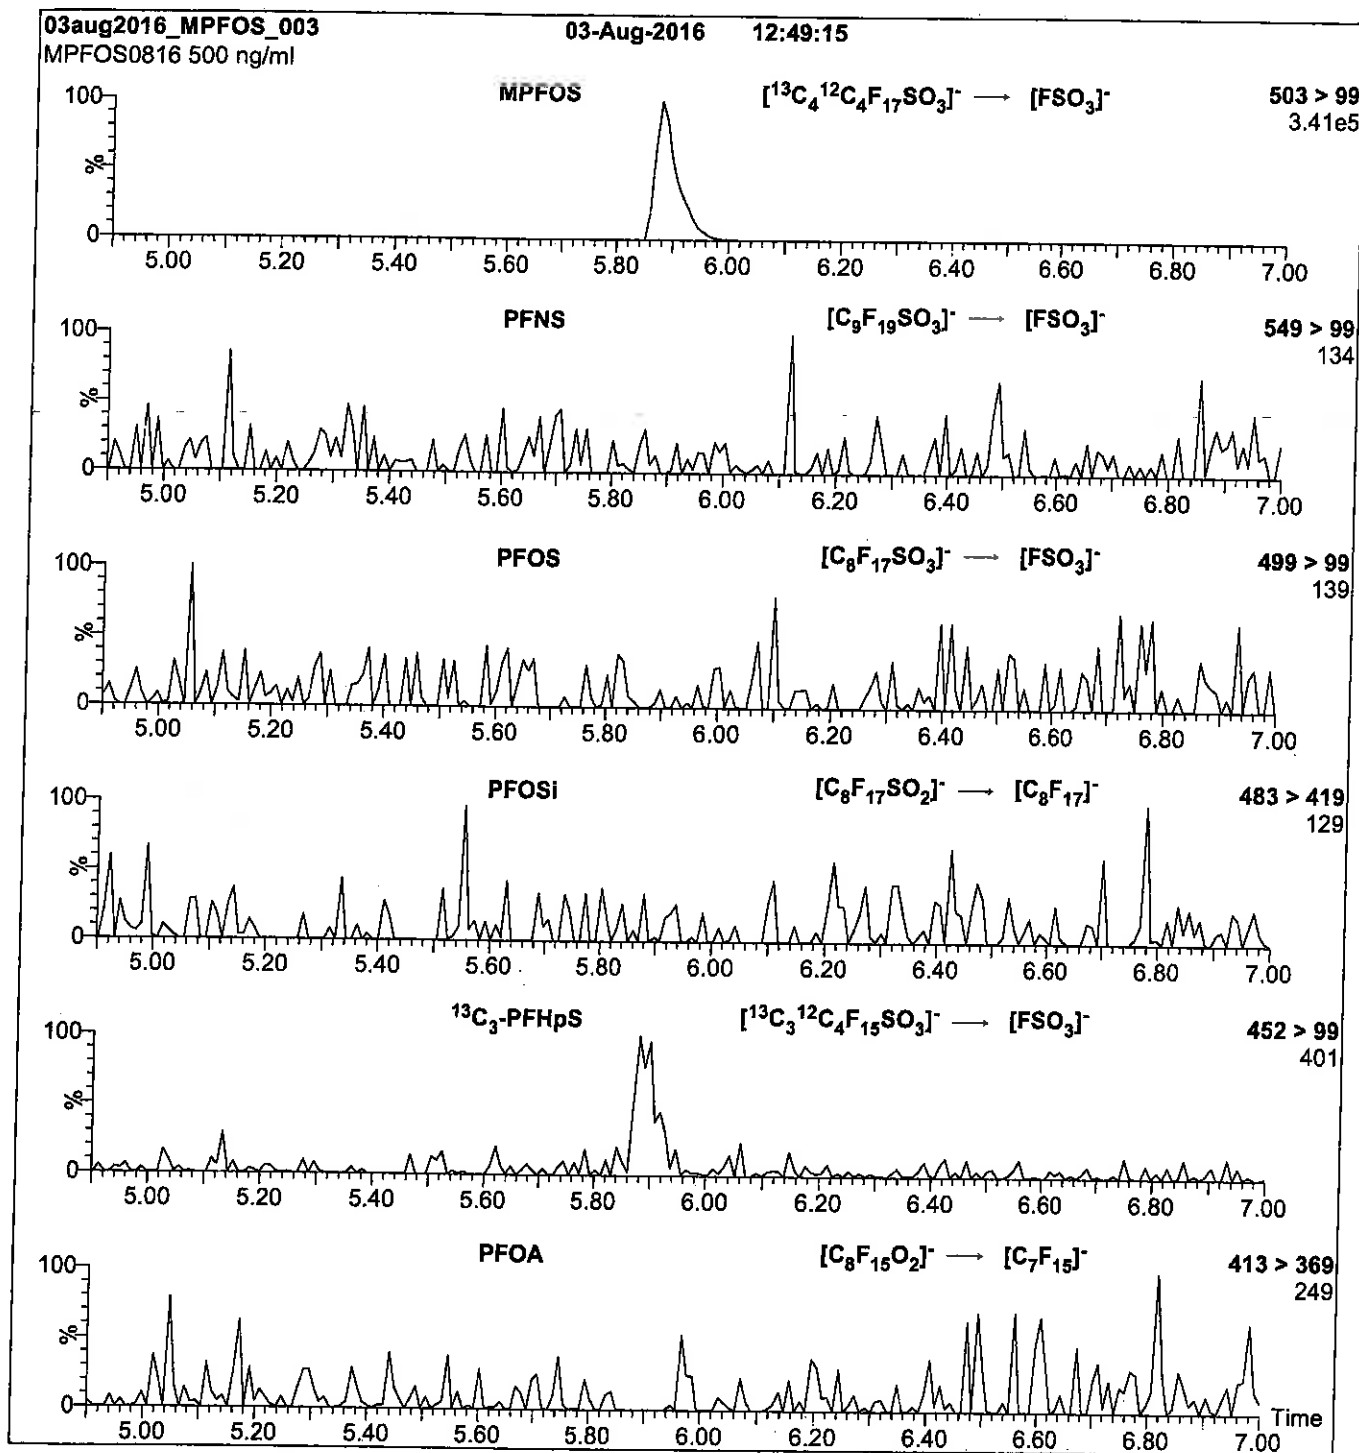 03aug2016_MPFOS_003 03-Aug-2016 12:49:15
MPFOS0816 500 ng/ml
MPFOS [¹³C₄¹²C₄F₁₇SO₃]⁻ → [FSO₃]⁻ 503 > 99
3.41e5
100
%
0
5.00 5.20 5.40 5.60 5.80 6.00 6.20 6.40 6.60 6.80 7.00
PFNS [C₉F₁₉SO₃]⁻ → [FSO₃]⁻ 549 > 99
134
100
%
0
5.00 5.20 5.40 5.60 5.80 6.00 6.20 6.40 6.60 6.80 7.00
PFOS [C₈F₁₇SO₃]⁻ → [FSO₃]⁻ 499 > 99
139
100
%
0
5.00 5.20 5.40 5.60 5.80 6.00 6.20 6.40 6.60 6.80 7.00
PFOSi [C₈F₁₇SO₂]⁻ → [C₈F₁₇]⁻ 483 > 419
129
100
%
0
5.00 5.20 5.40 5.60 5.80 6.00 6.20 6.40 6.60 6.80 7.00
¹³C₃-PFHpS [¹³C₃¹²C₄F₁₅SO₃]⁻ → [FSO₃]⁻ 452 > 99
401
100
%
0
5.00 5.20 5.40 5.60 5.80 6.00 6.20 6.40 6.60 6.80 7.00
PFOA [C₈F₁₅O₂]⁻ → [C₇F₁₅]⁻ 413 > 369
249
100
%
0
5.00 5.20 5.40 5.60 5.80 6.00 6.20 6.40 6.60 6.80 7.00 Time